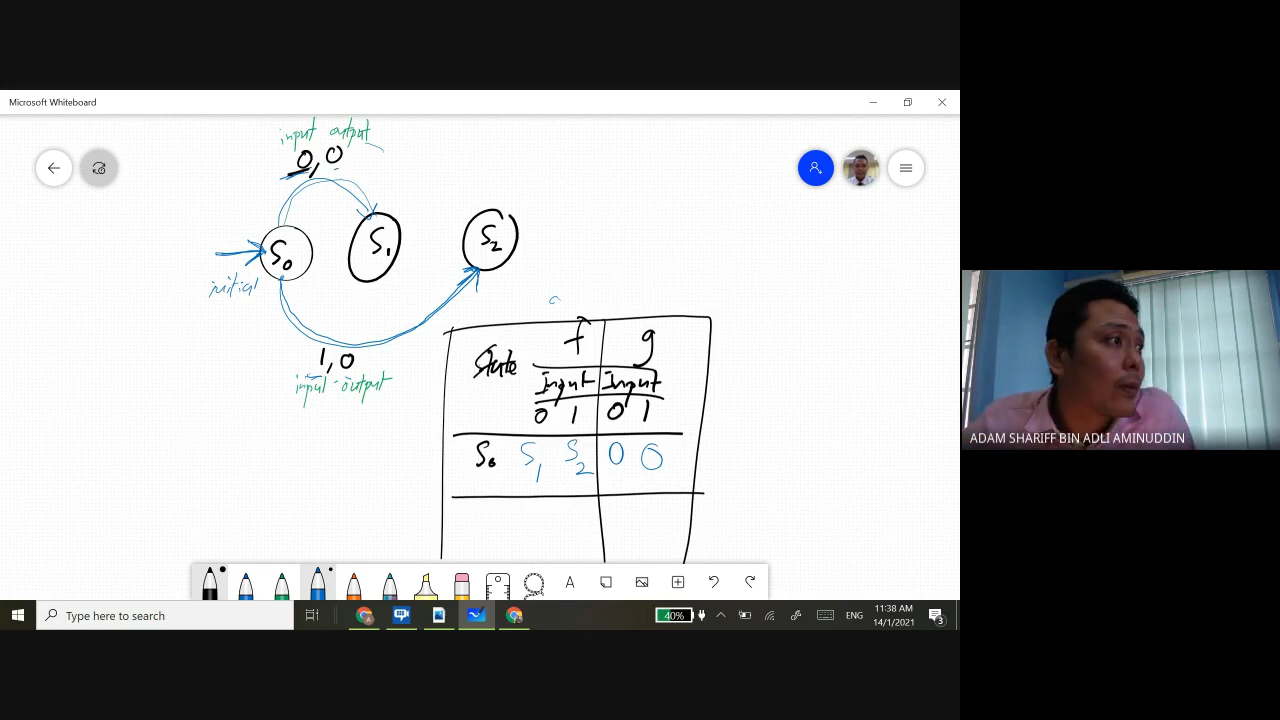 Microsoft Whiteboard
input output
0, 0
S0
S1
S2
initial
1, 0
input output
State f g
Input Input
0 1 0 1
S0 S1 S2 0 0
ADAM SHARIFF BIN ADLI AMINUDDIN
A
Type here to search
40%
ENG
11:38 AM
14/1/2021
3